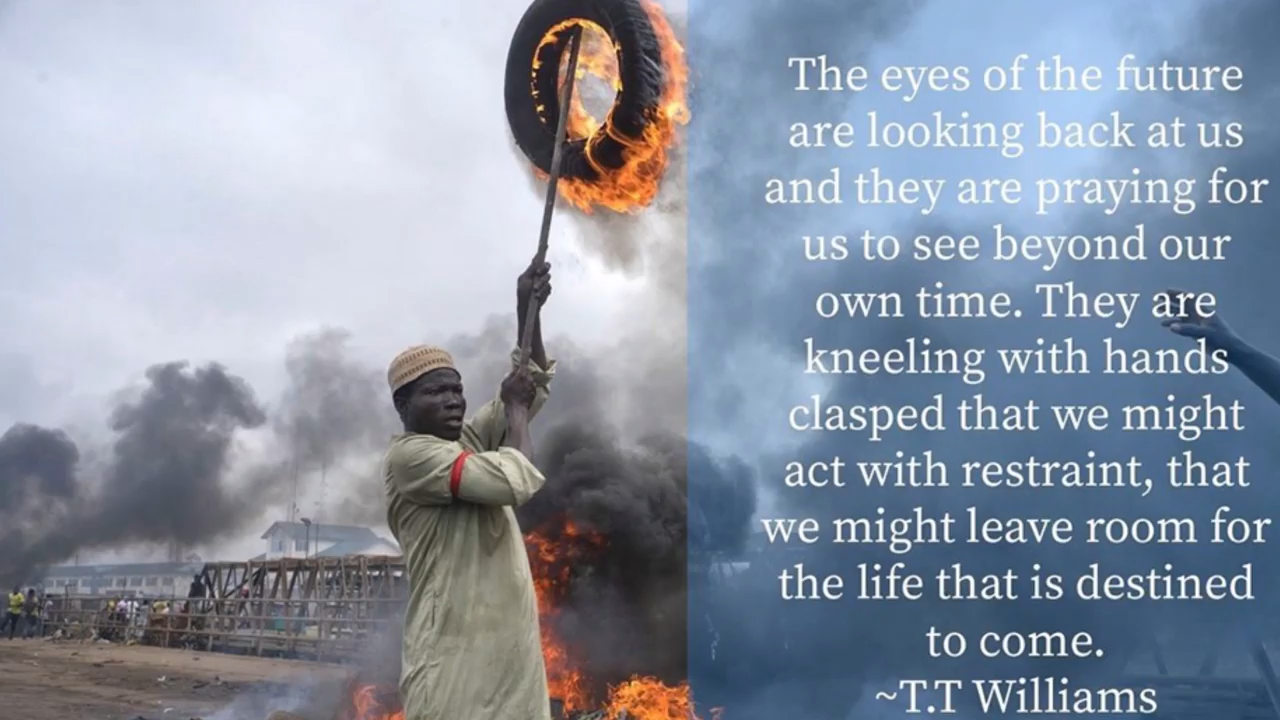 The eyes of the future
are looking back at us
and they are praying for
us to see beyond our
own time. They are
kneeling with hands
clasped that we might
act with restraint, that
we might leave room for
the life that is destined
to come.
~T.T Williams